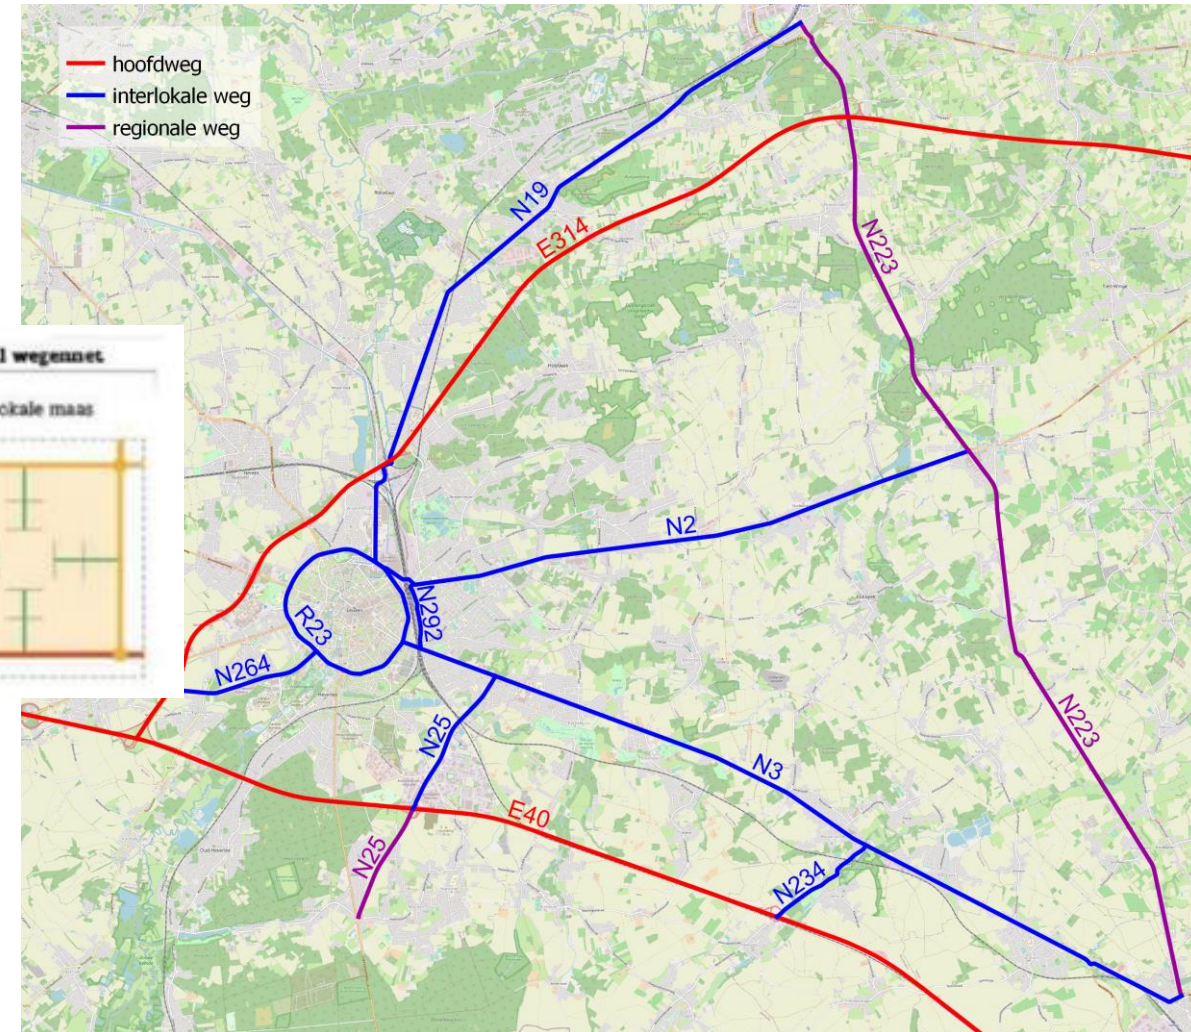 hoofdweg
interlokale weg
regionale weg
N19
E314
N223
l wegennet
okale maas
N2
N292
R23
N264
N25
N3
N223
E40
N25
N234